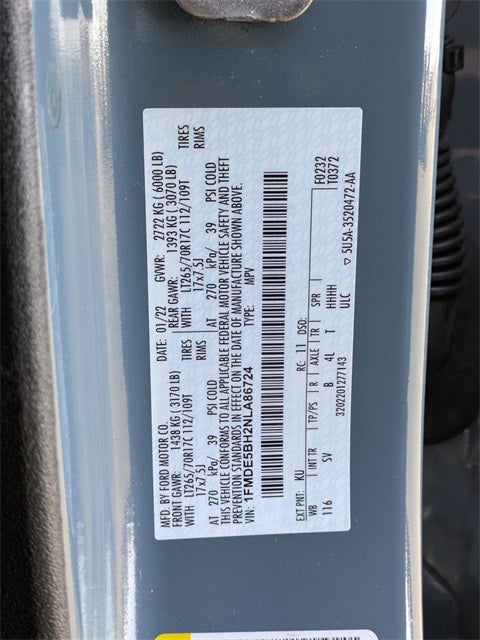 MFD. BY FORD MOTOR CO. DATE: 01/22 GVWR: 2722 KG ( 6000 LB)
FRONT GAWR: 1438 KG ( 3170 LB) REAR GAWR: 1393 KG ( 3070 LB)
WITH LT265/70R17C 112/109T TIRES WITH LT265/70R17C 112/109T TIRES
17x7.5J RIMS 17x7.5J RIMS
AT 270 kPa/ 39 PSI COLD AT 270 kPa/ 39 PSI COLD
THIS VEHICLE CONFORMS TO ALL APPLICABLE FEDERAL MOTOR VEHICLE SAFETY AND THEFT
PREVENTION STANDARDS IN EFFECT ON THE DATE OF MANUFACTURE SHOWN ABOVE.
VIN: 1FMDE5BH2NLA86724 TYPE: MPV
F0232
T0372
EXT PNT: KU RC: 11 DSO:
WB INT TR TP/PS R AXLE TR SPR
116 SV B 4L T HHHH
ULC
3202201277143
▽ 5U5A-3520472-AA